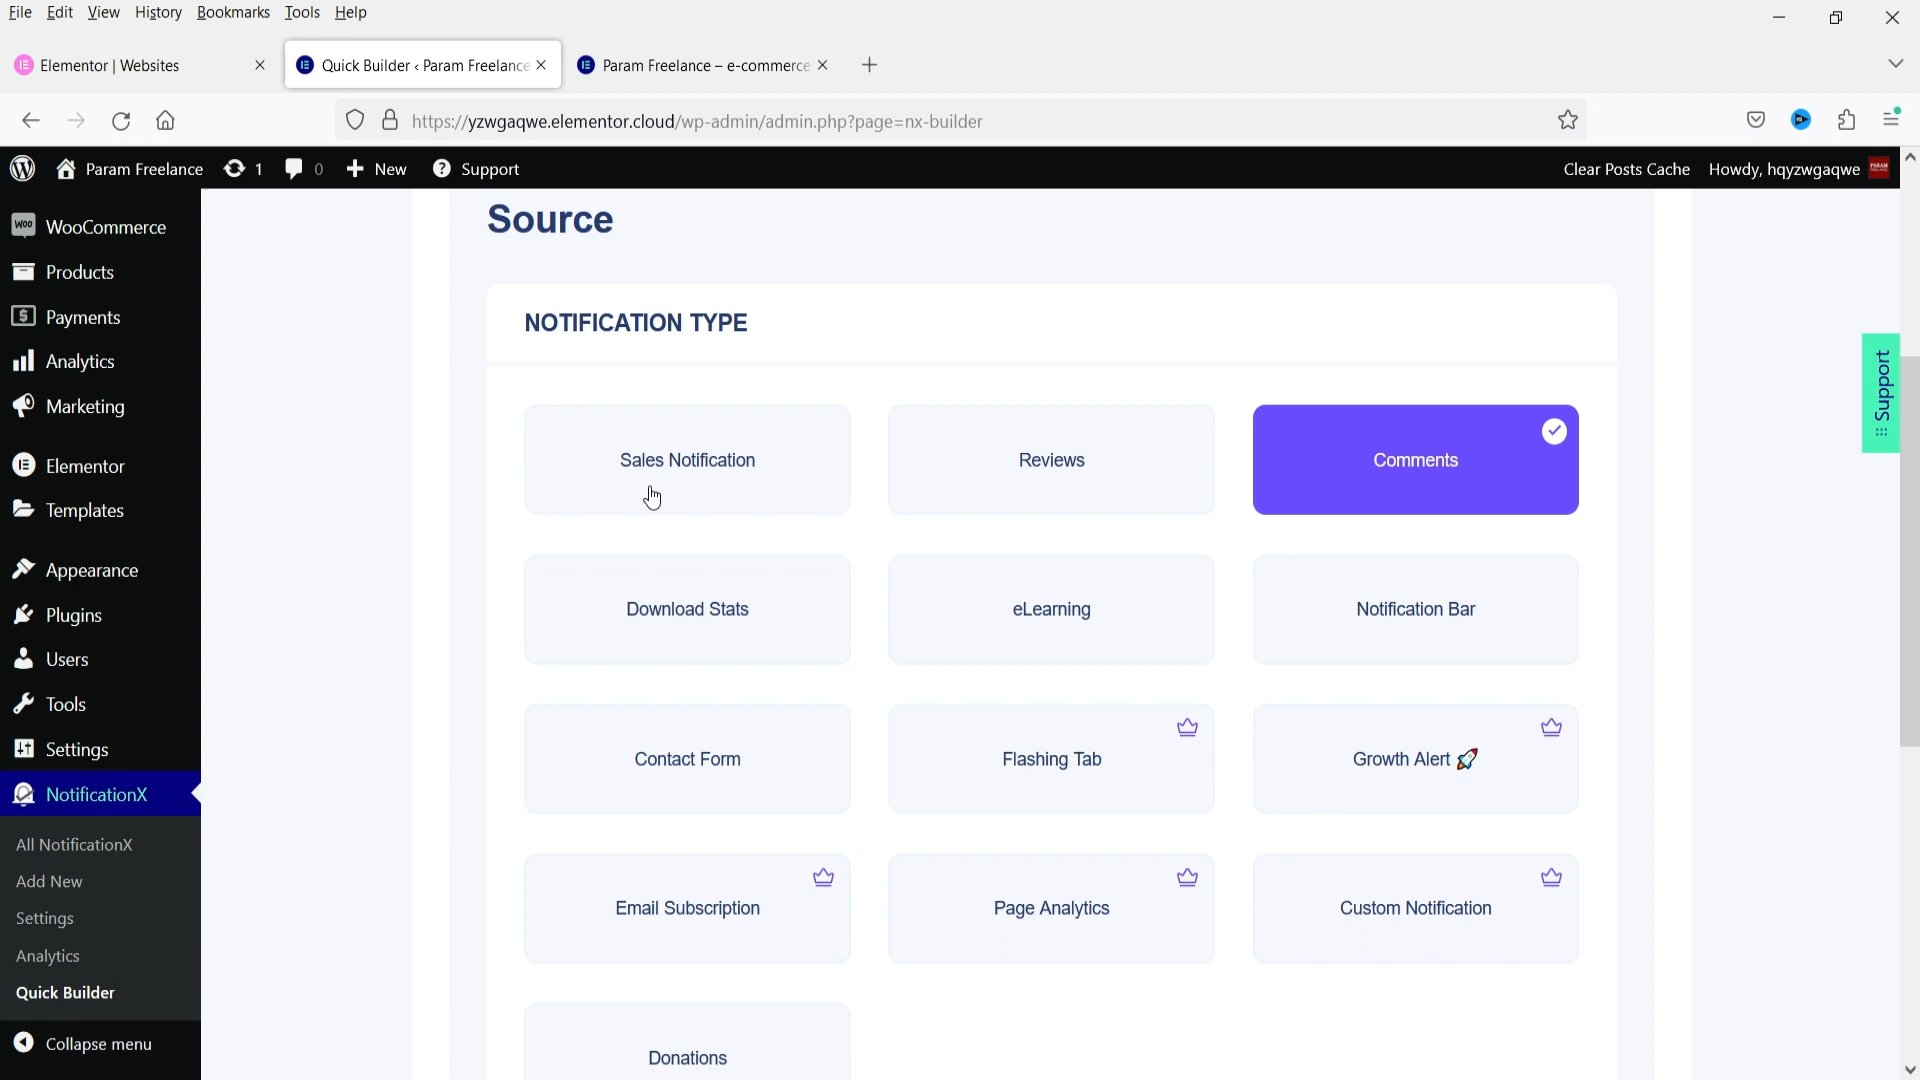 File Edit View History Bookmarks Tools Help
Elementor | Websites
Quick Builder ‹ Param Freelance
Param Freelance – e-commerce
https://yzwgaqwe.elementor.cloud/wp-admin/admin.php?page=nx-builder
Param Freelance 1 0 New Support Clear Posts Cache Howdy, hqyzwgaqwe
WooCommerce
Products
Payments
Analytics
Marketing
Elementor
Templates
Appearance
Plugins
Users
Tools
Settings
NotificationX
All NotificationX
Add New
Settings
Analytics
Quick Builder
Collapse menu
Source
NOTIFICATION TYPE
Sales Notification Reviews Comments
Download Stats eLearning Notification Bar
Contact Form Flashing Tab Growth Alert 🚀
Email Subscription Page Analytics Custom Notification
Donations
Support